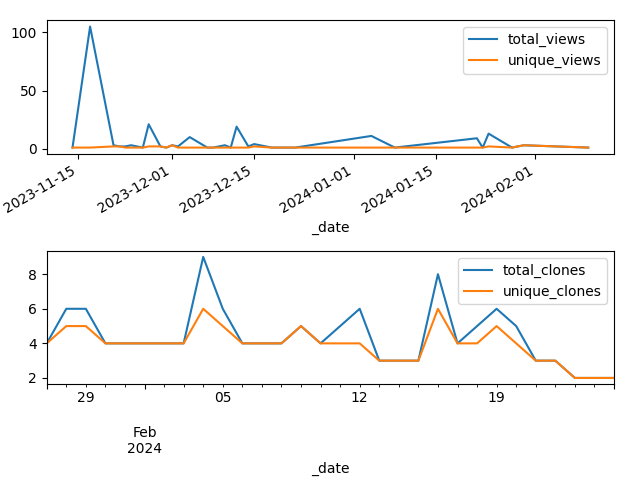 100
50
0
total_views
unique_views
2023-11-15
2023-12-01
2023-12-15
2024-01-01
2024-01-15
2024-02-01
_date
8
6
4
2
total_clones
unique_clones
29
05
12
19
Feb
2024
_date